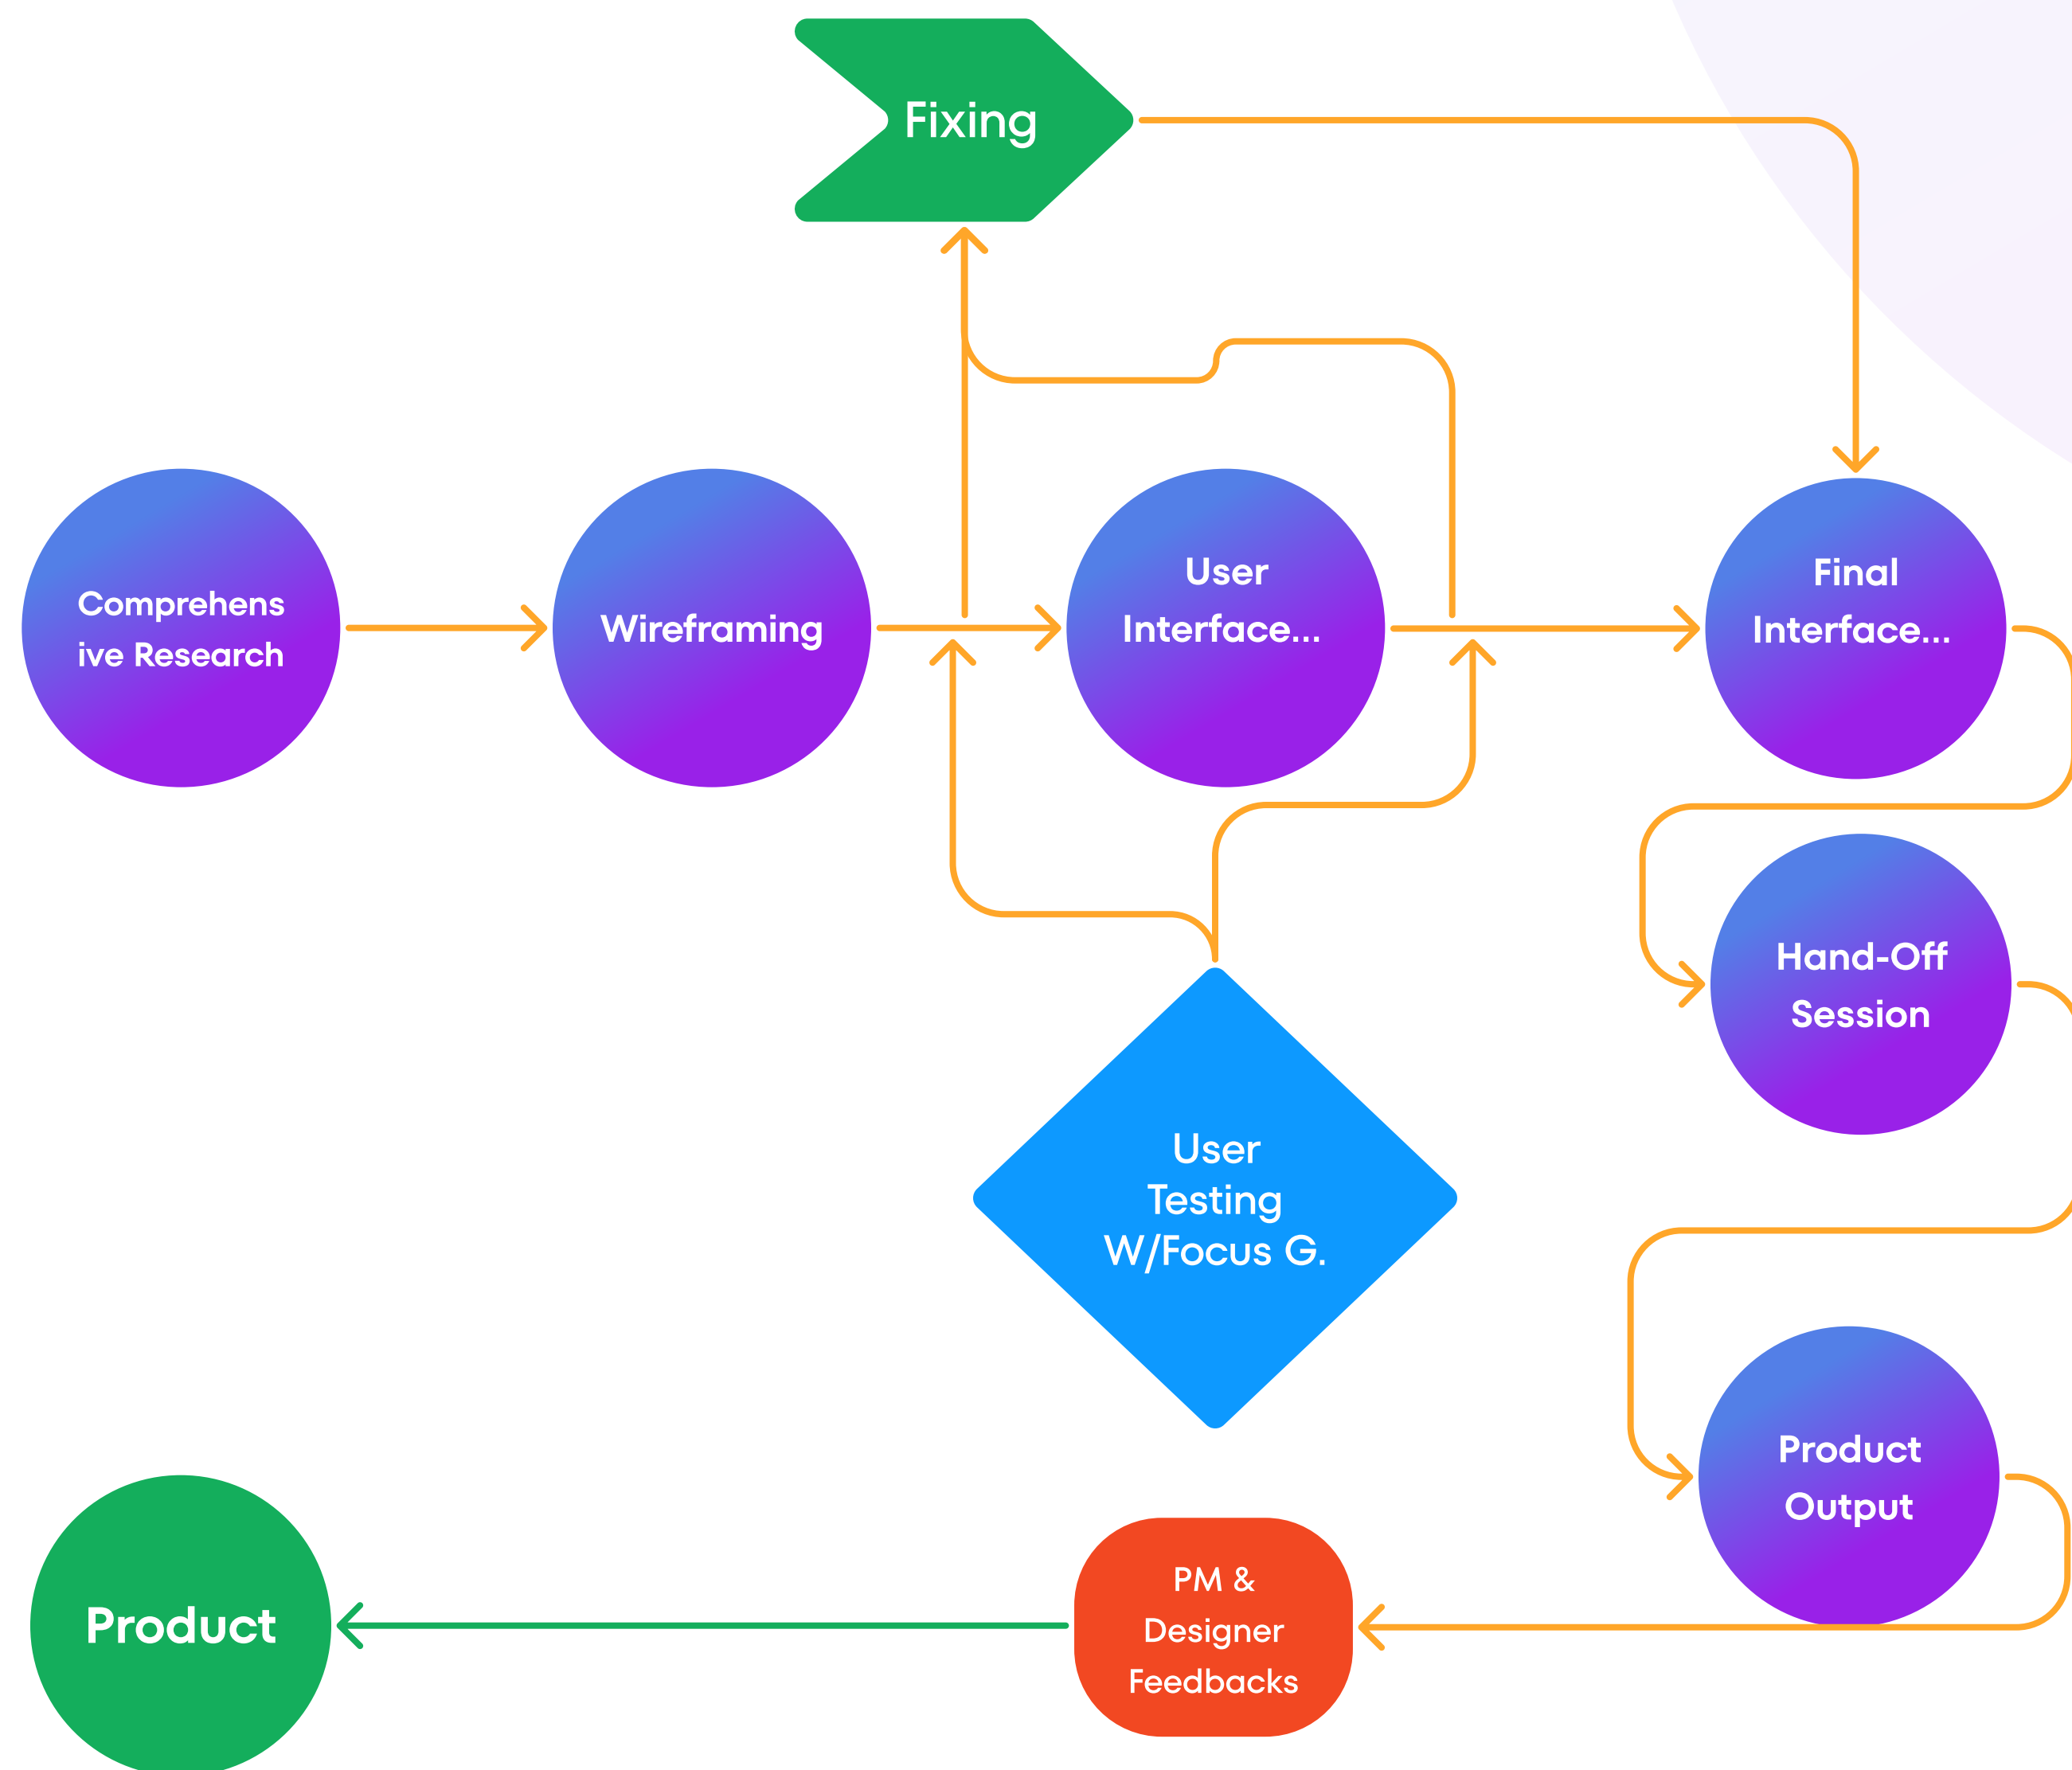 Fixing
Comprehens
ive Research
Wireframing
User
Interface...
Final
Interface...
Hand-Off
Session
User
Testing
W/Focus G.
Product
Output
PM &
Designer
Feedbacks
Product